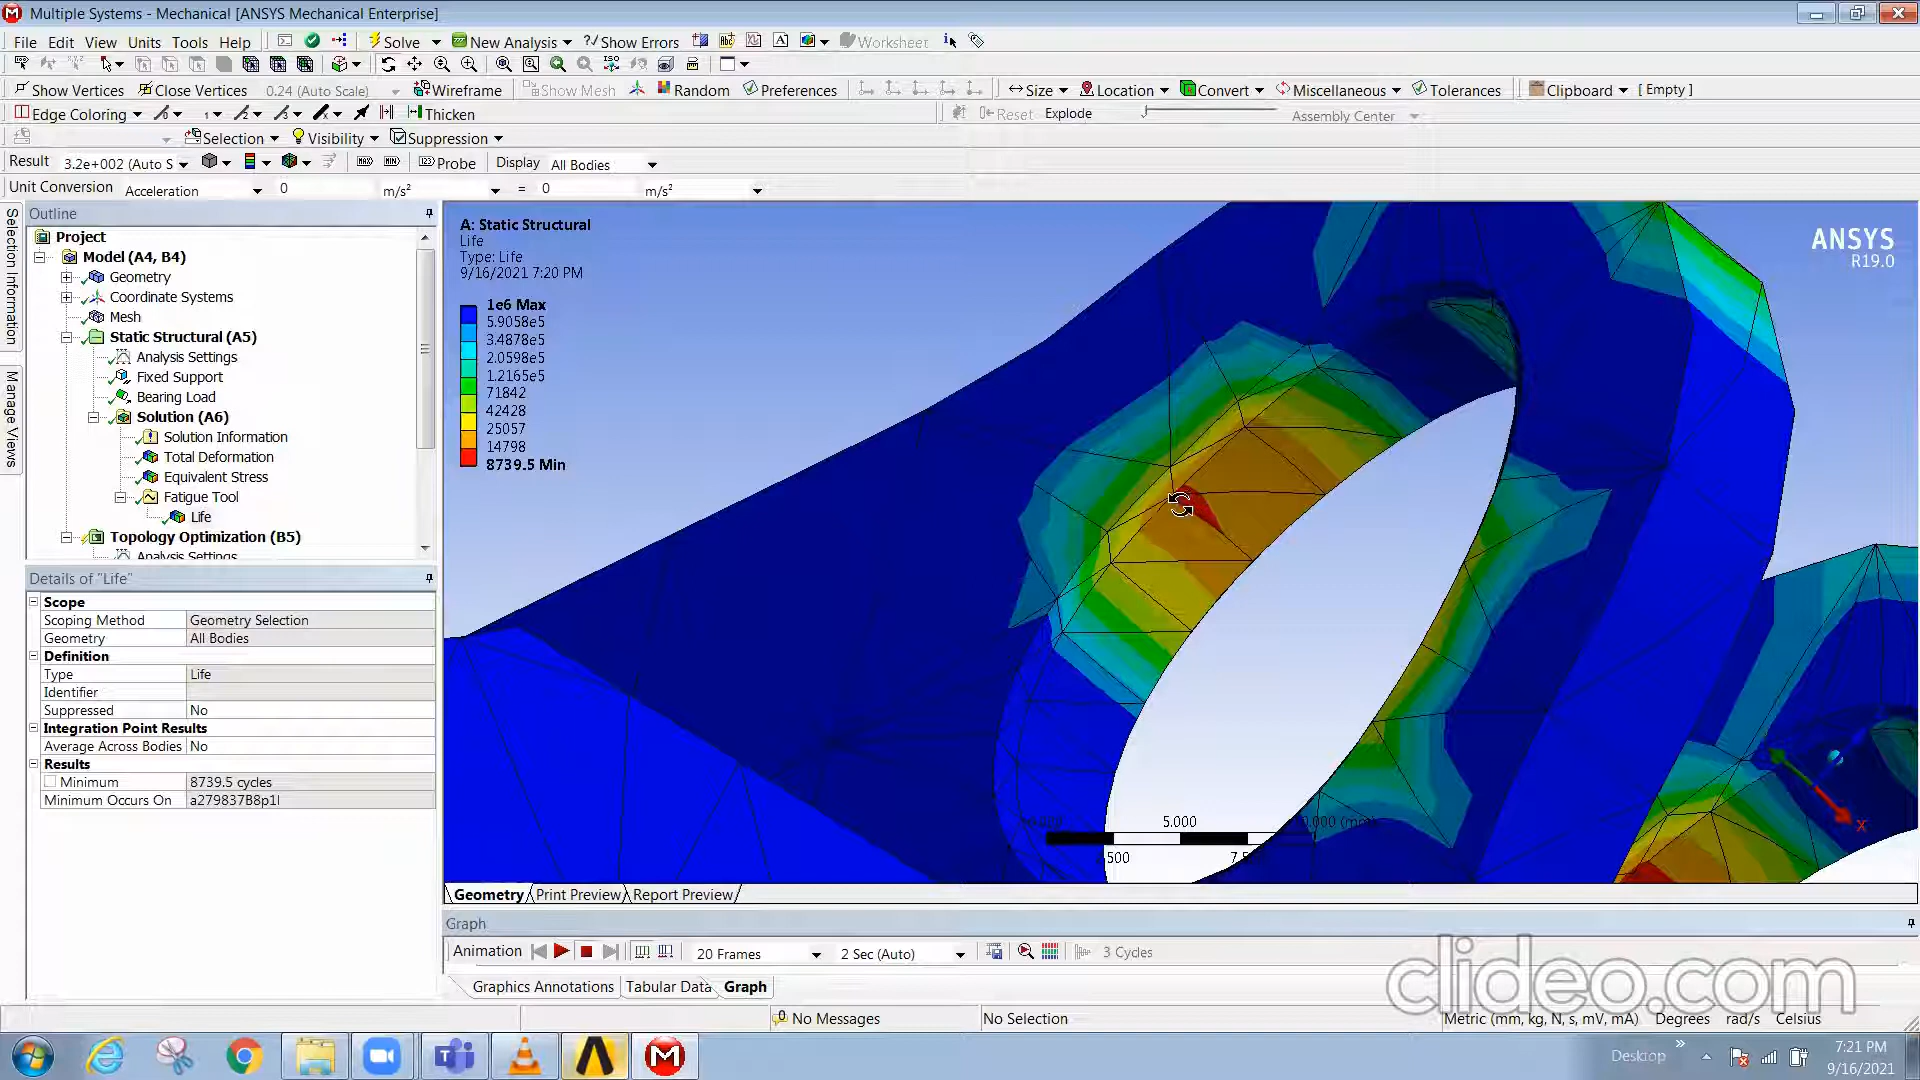 Multiple Systems - Mechanical [ANSYS Mechanical Enterprise]
File Edit View Units Tools Help Solve New Analysis ?/ Show Errors Worksheet
Show Vertices Close Vertices 0.24 (Auto Scale) Wireframe Show Mesh Random Preferences Size Location Convert Miscellaneous Tolerances Clipboard [ Empty ]
Edge Coloring Thicken Reset Explode Assembly Center
Selection Visibility Suppression
Result 3.2e+002 (Auto S Probe Display All Bodies
Unit Conversion Acceleration 0 m/s² = 0 m/s²
Selection Information
Manage Views
Outline
Project
Model (A4, B4)
Geometry
Coordinate Systems
Mesh
Static Structural (A5)
Analysis Settings
Fixed Support
Bearing Load
Solution (A6)
Solution Information
Total Deformation
Equivalent Stress
Fatigue Tool
Life
Topology Optimization (B5)
Analysis Settings
Details of "Life"
Scope
Scoping Method Geometry Selection
Geometry All Bodies
Definition
Type Life
Identifier
Suppressed No
Integration Point Results
Average Across Bodies No
Results
Minimum 8739.5 cycles
Minimum Occurs On
A: Static Structural
Life
Type: Life
9/16/2021 7:20 PM
1e6 Max
5.9058e5
3.4878e5
2.0598e5
1.2165e5
71842
42428
25057
14798
8739.5 Min
ANSYS
R19.0
5.000
X
Geometry Print Preview Report Preview
Graph
Animation 20 Frames 2 Sec (Auto) 3 Cycles
Graphics Annotations Tabular Data Graph
clideo.com
No Messages No Selection Metric (mm, kg, N, s, mV, mA) Degrees rad/s Celsius
Desktop
7:21 PM
9/16/2021